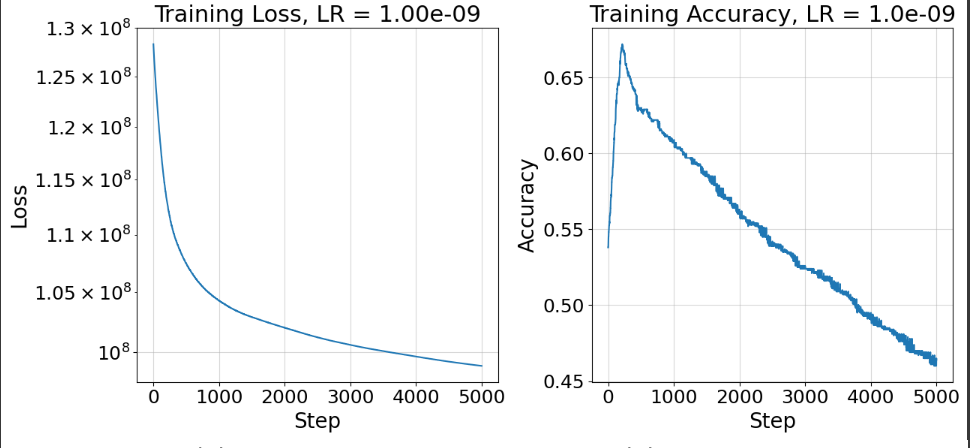 Training Loss, LR = 1.00e-09
1.3 × 10⁸
1.25 × 10⁸
1.2 × 10⁸
1.15 × 10⁸
1.1 × 10⁸
1.05 × 10⁸
10⁸
Loss
0 1000 2000 3000 4000 5000
Step
Training Accuracy, LR = 1.0e-09
0.65
0.60
0.55
0.50
0.45
Accuracy
0 1000 2000 3000 4000 5000
Step